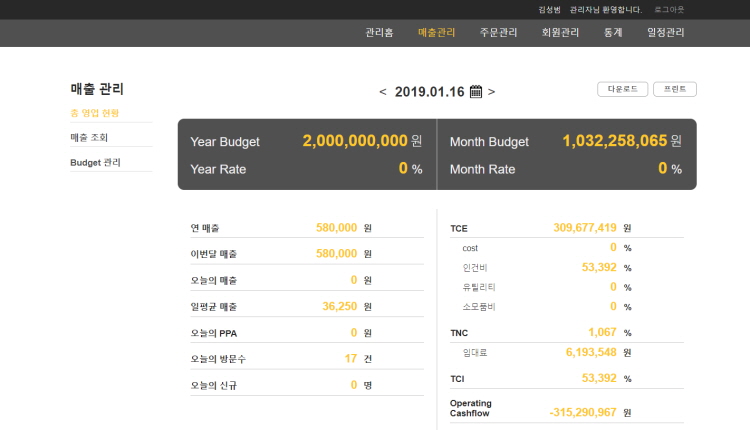 김성범 관리자님 환영합니다. 로그아웃
관리홈 매출관리 주문관리 회원관리 통계 일정관리
매출 관리
총 영업 현황
매출 조회
Budget 관리
< 2019.01.16 >
다운로드 프린트
Year Budget 2,000,000,000 원
Year Rate 0 %
Month Budget 1,032,258,065 원
Month Rate 0 %
연 매출 580,000 원
이번달 매출 580,000 원
오늘의 매출 0 원
일평균 매출 36,250 원
오늘의 PPA 0 원
오늘의 방문수 17 건
오늘의 신규 0 명
TCE 309,677,419 원
cost 0 %
인건비 53,392 %
유틸리티 0 %
소모품비 0 %
TNC 1,067 %
임대료 6,193,548 원
TCI 53,392 %
Operating
Cashflow -315,290,967 원